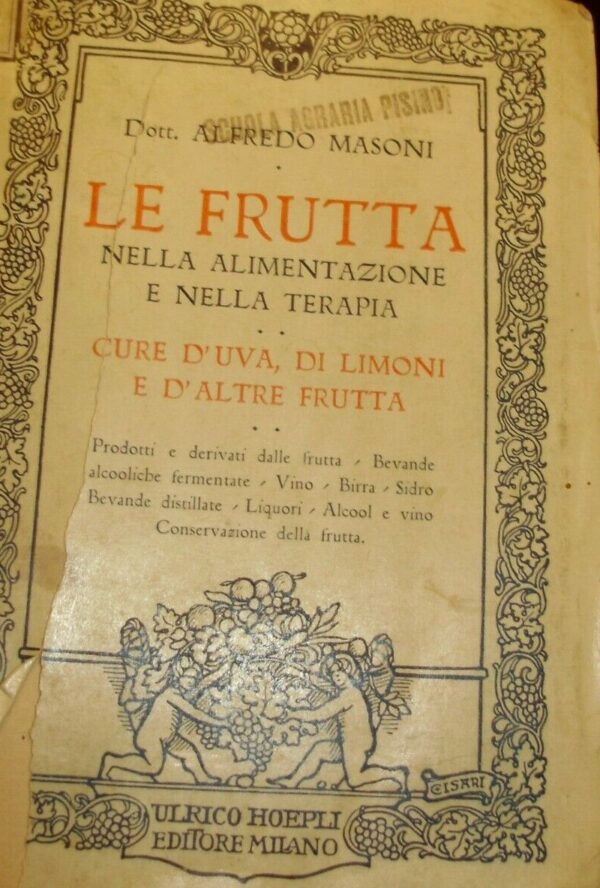 SCUOLA AGRARIA PISINO
Dott. ALFREDO MASONI
LE FRUTTA
NELLA ALIMENTAZIONE
E NELLA TERAPIA
CURE D'UVA, DI LIMONI
E D'ALTRE FRUTTA
Prodotti e derivati dalle frutta - Bevande
alcooliche fermentate - Vino - Birra - Sidro
Bevande distillate - Liquori - Alcool e vino
Conservazione della frutta.
CISARI
ULRICO HOEPLI
EDITORE MILANO